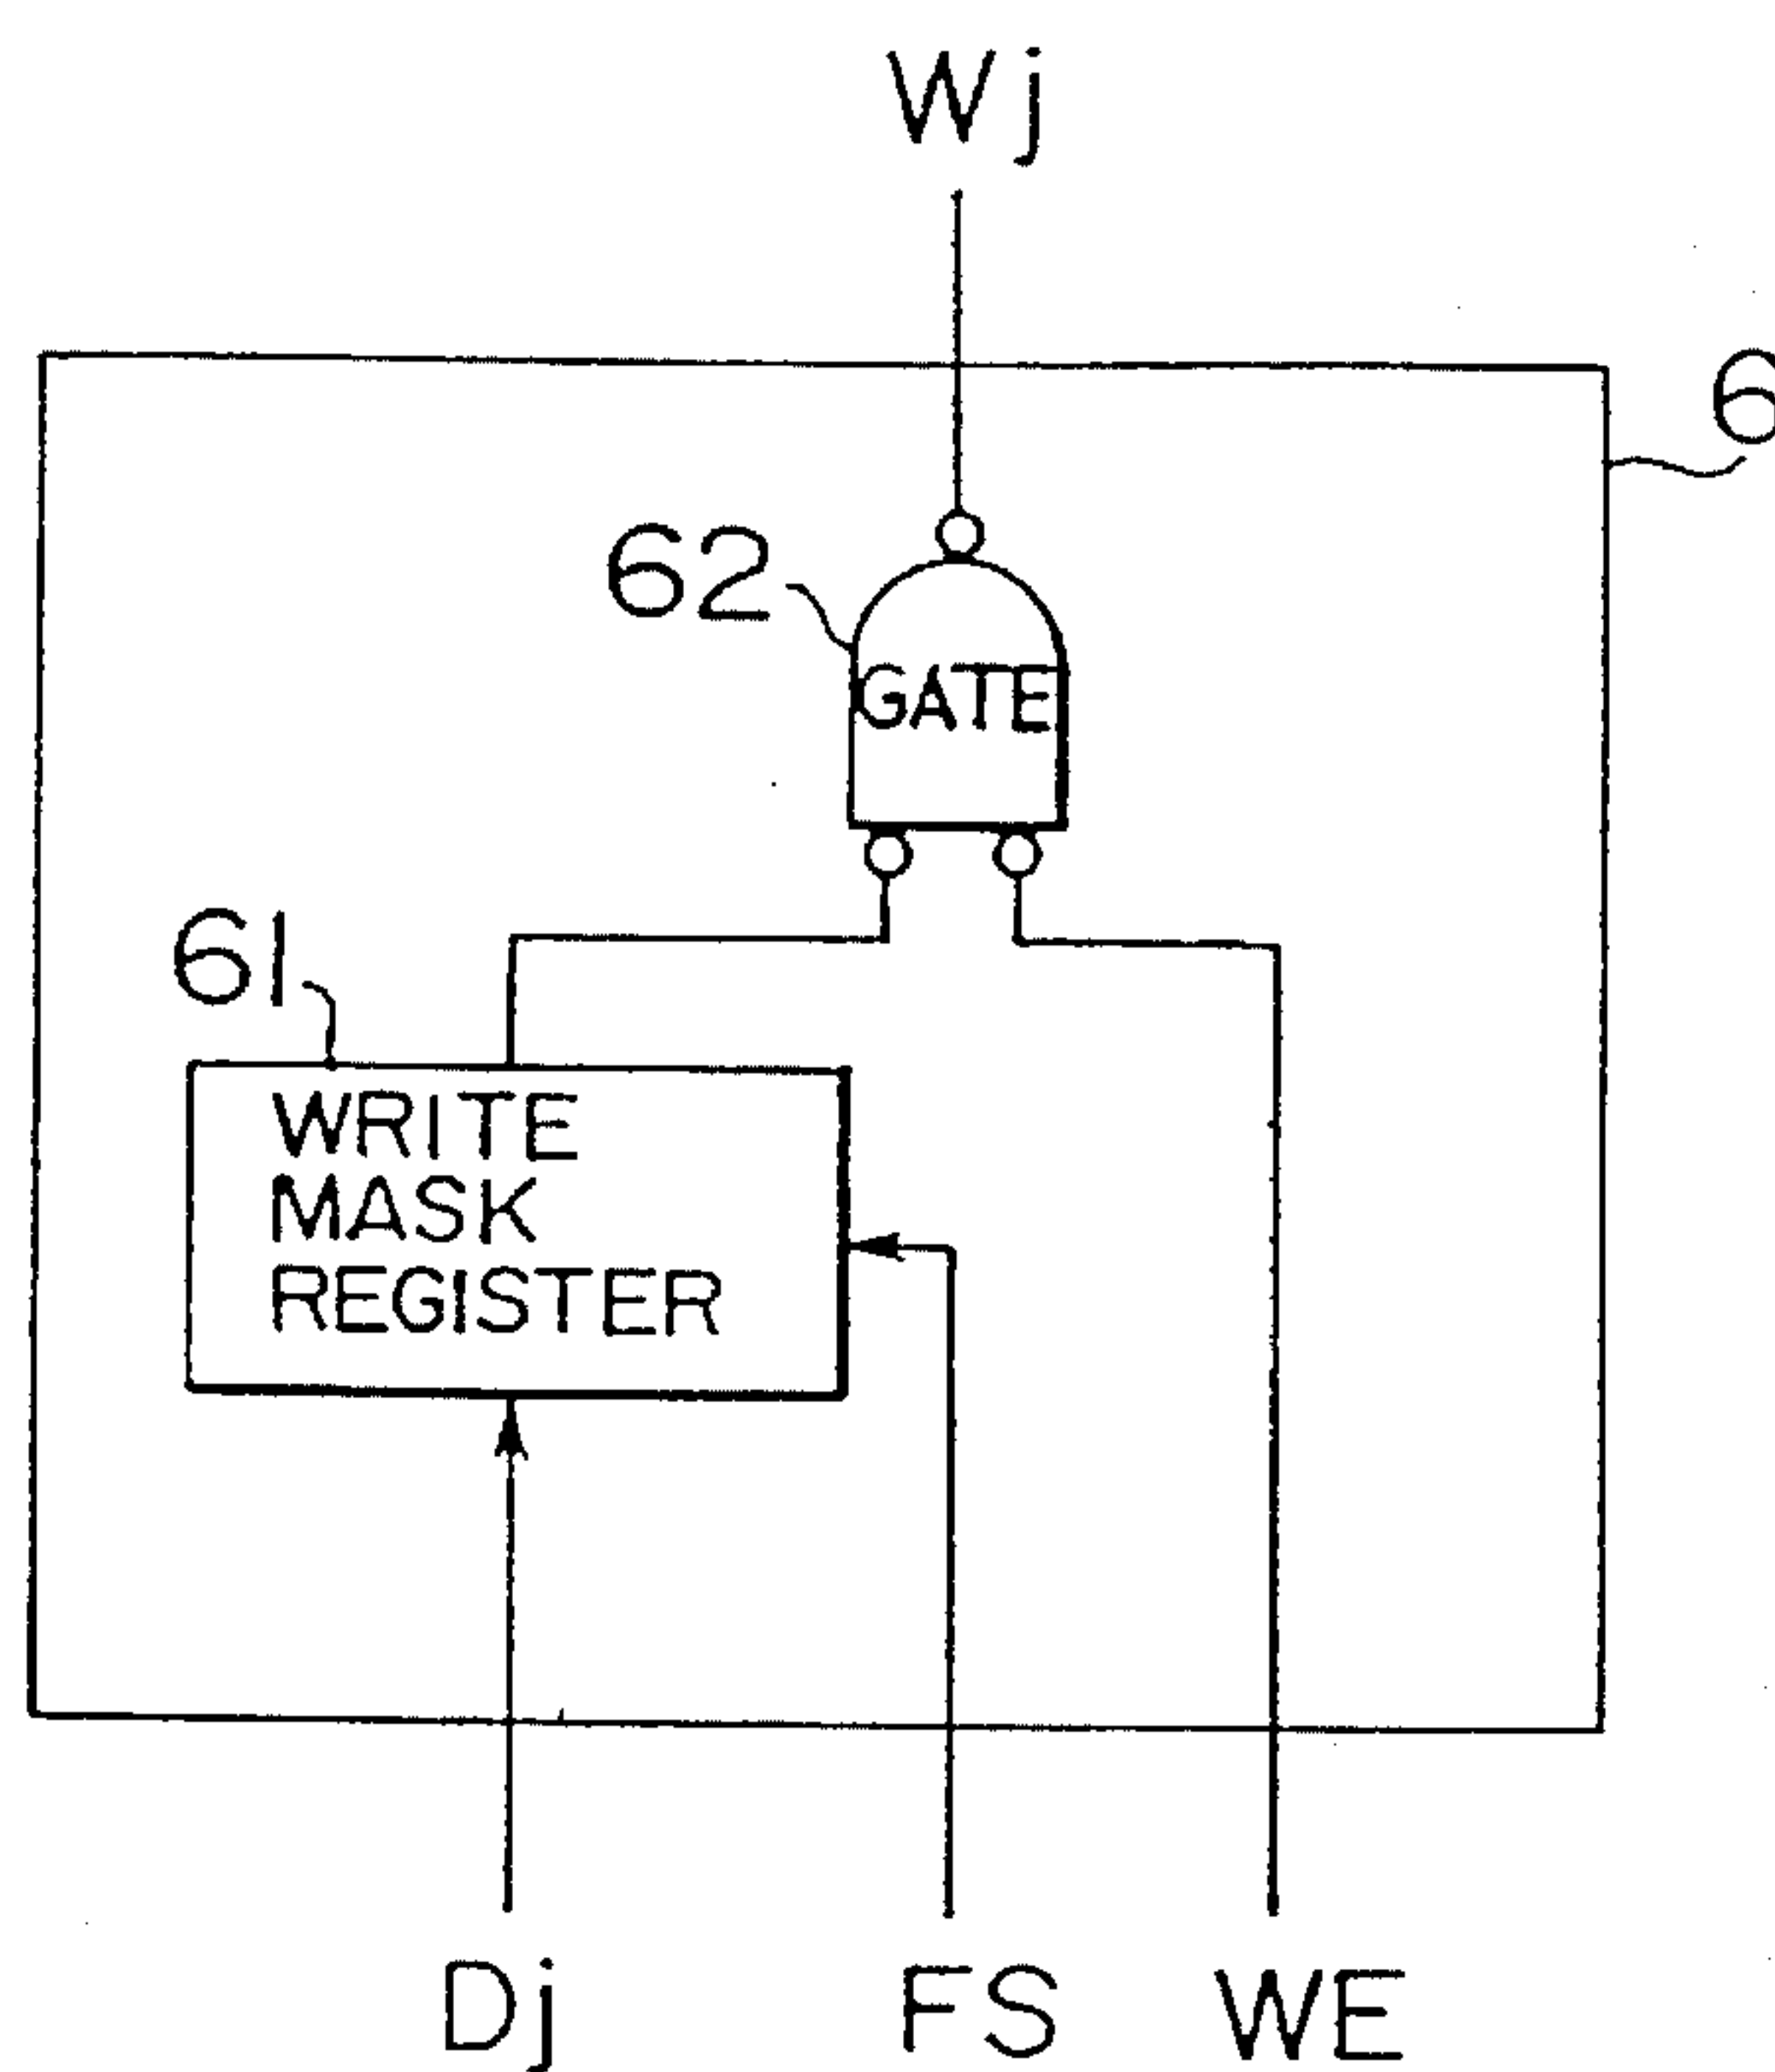 Wj
6
62
GATE
61
WRITE
MASK
REGISTER
Dj
FS
WE